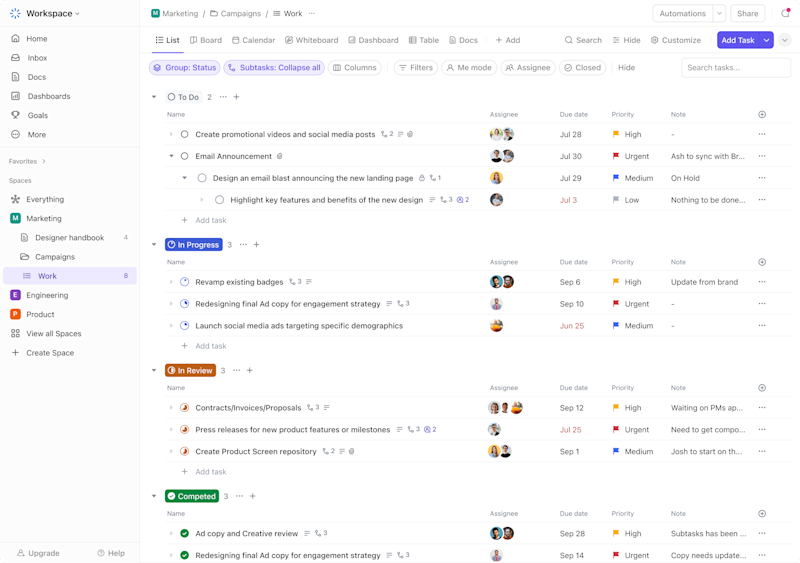 Workspace
M Marketing / Campaigns / Work ···
Automations
Share
Home
Inbox
Docs
Dashboards
Goals
More
Favorites
Spaces
Everything
M Marketing
Designer handbook 4
Campaigns
Work 8
E Engineering
P Product
View all Spaces
Create Space
Upgrade
Help
List Board Calendar Whiteboard Dashboard Table Docs + Add
Search Hide Customize Add Task
Group: Status Subtasks: Collapse all Columns Filters Me mode Assignee Closed Hide Search tasks...
To Do 2 ··· +
Name Assignee Due date Priority Note
Create promotional videos and social media posts 2 Jul 28 High -
Email Announcement Jul 30 Urgent Ash to sync with Br...
Design an email blast announcing the new landing page 1 Jul 29 Medium On Hold
Highlight key features and benefits of the new design 3 2 Jul 3 Low Nothing to be done...
+ Add task
In Progress 3 ··· +
Name Assignee Due date Priority Note
Revamp existing badges 3 Sep 6 High Update from brand
Redesigning final Ad copy for engagement strategy 3 Sep 10 Urgent -
Launch social media ads targeting specific demographics Jun 25 Medium -
+ Add task
In Review 3 ··· +
Name Assignee Due date Priority Note
Contracts/Invoices/Proposals 3 Sep 12 High Waiting on PMs ap...
Press releases for new product features or milestones 3 2 Jul 25 Urgent Need to get compo...
Create Product Screen repository 2 Sep 1 Medium Josh to start on th...
+ Add task
Competed 3 ··· +
Name Assignee Due date Priority Note
Ad copy and Creative review 3 Sep 28 High Subtasks has been ...
Redesigning final Ad copy for engagement strategy 3 Sep 14 Urgent Copy needs update...